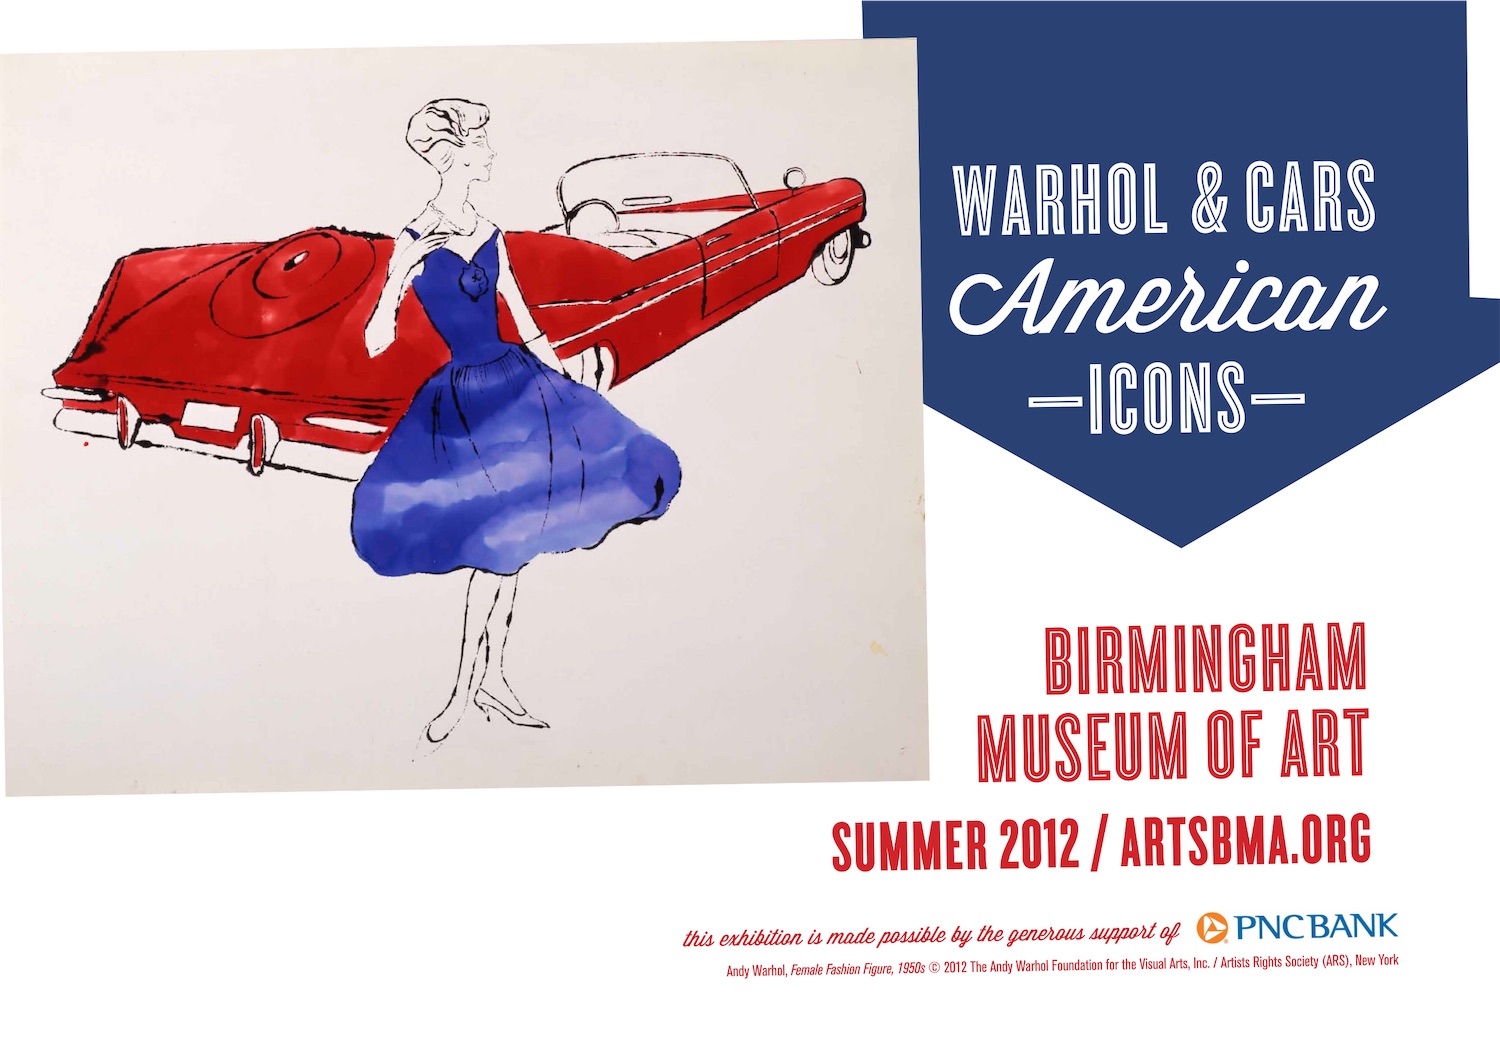 WARHOL & CARS
American
—ICONS—
BIRMINGHAM
MUSEUM OF ART
SUMMER 2012 / ARTSBMA.ORG
this exhibition is made possible by the generous support of PNCBANK
Andy Warhol, Female Fashion Figure, 1950s © 2012 The Andy Warhol Foundation for the Visual Arts, Inc. / Artists Rights Society (ARS), New York